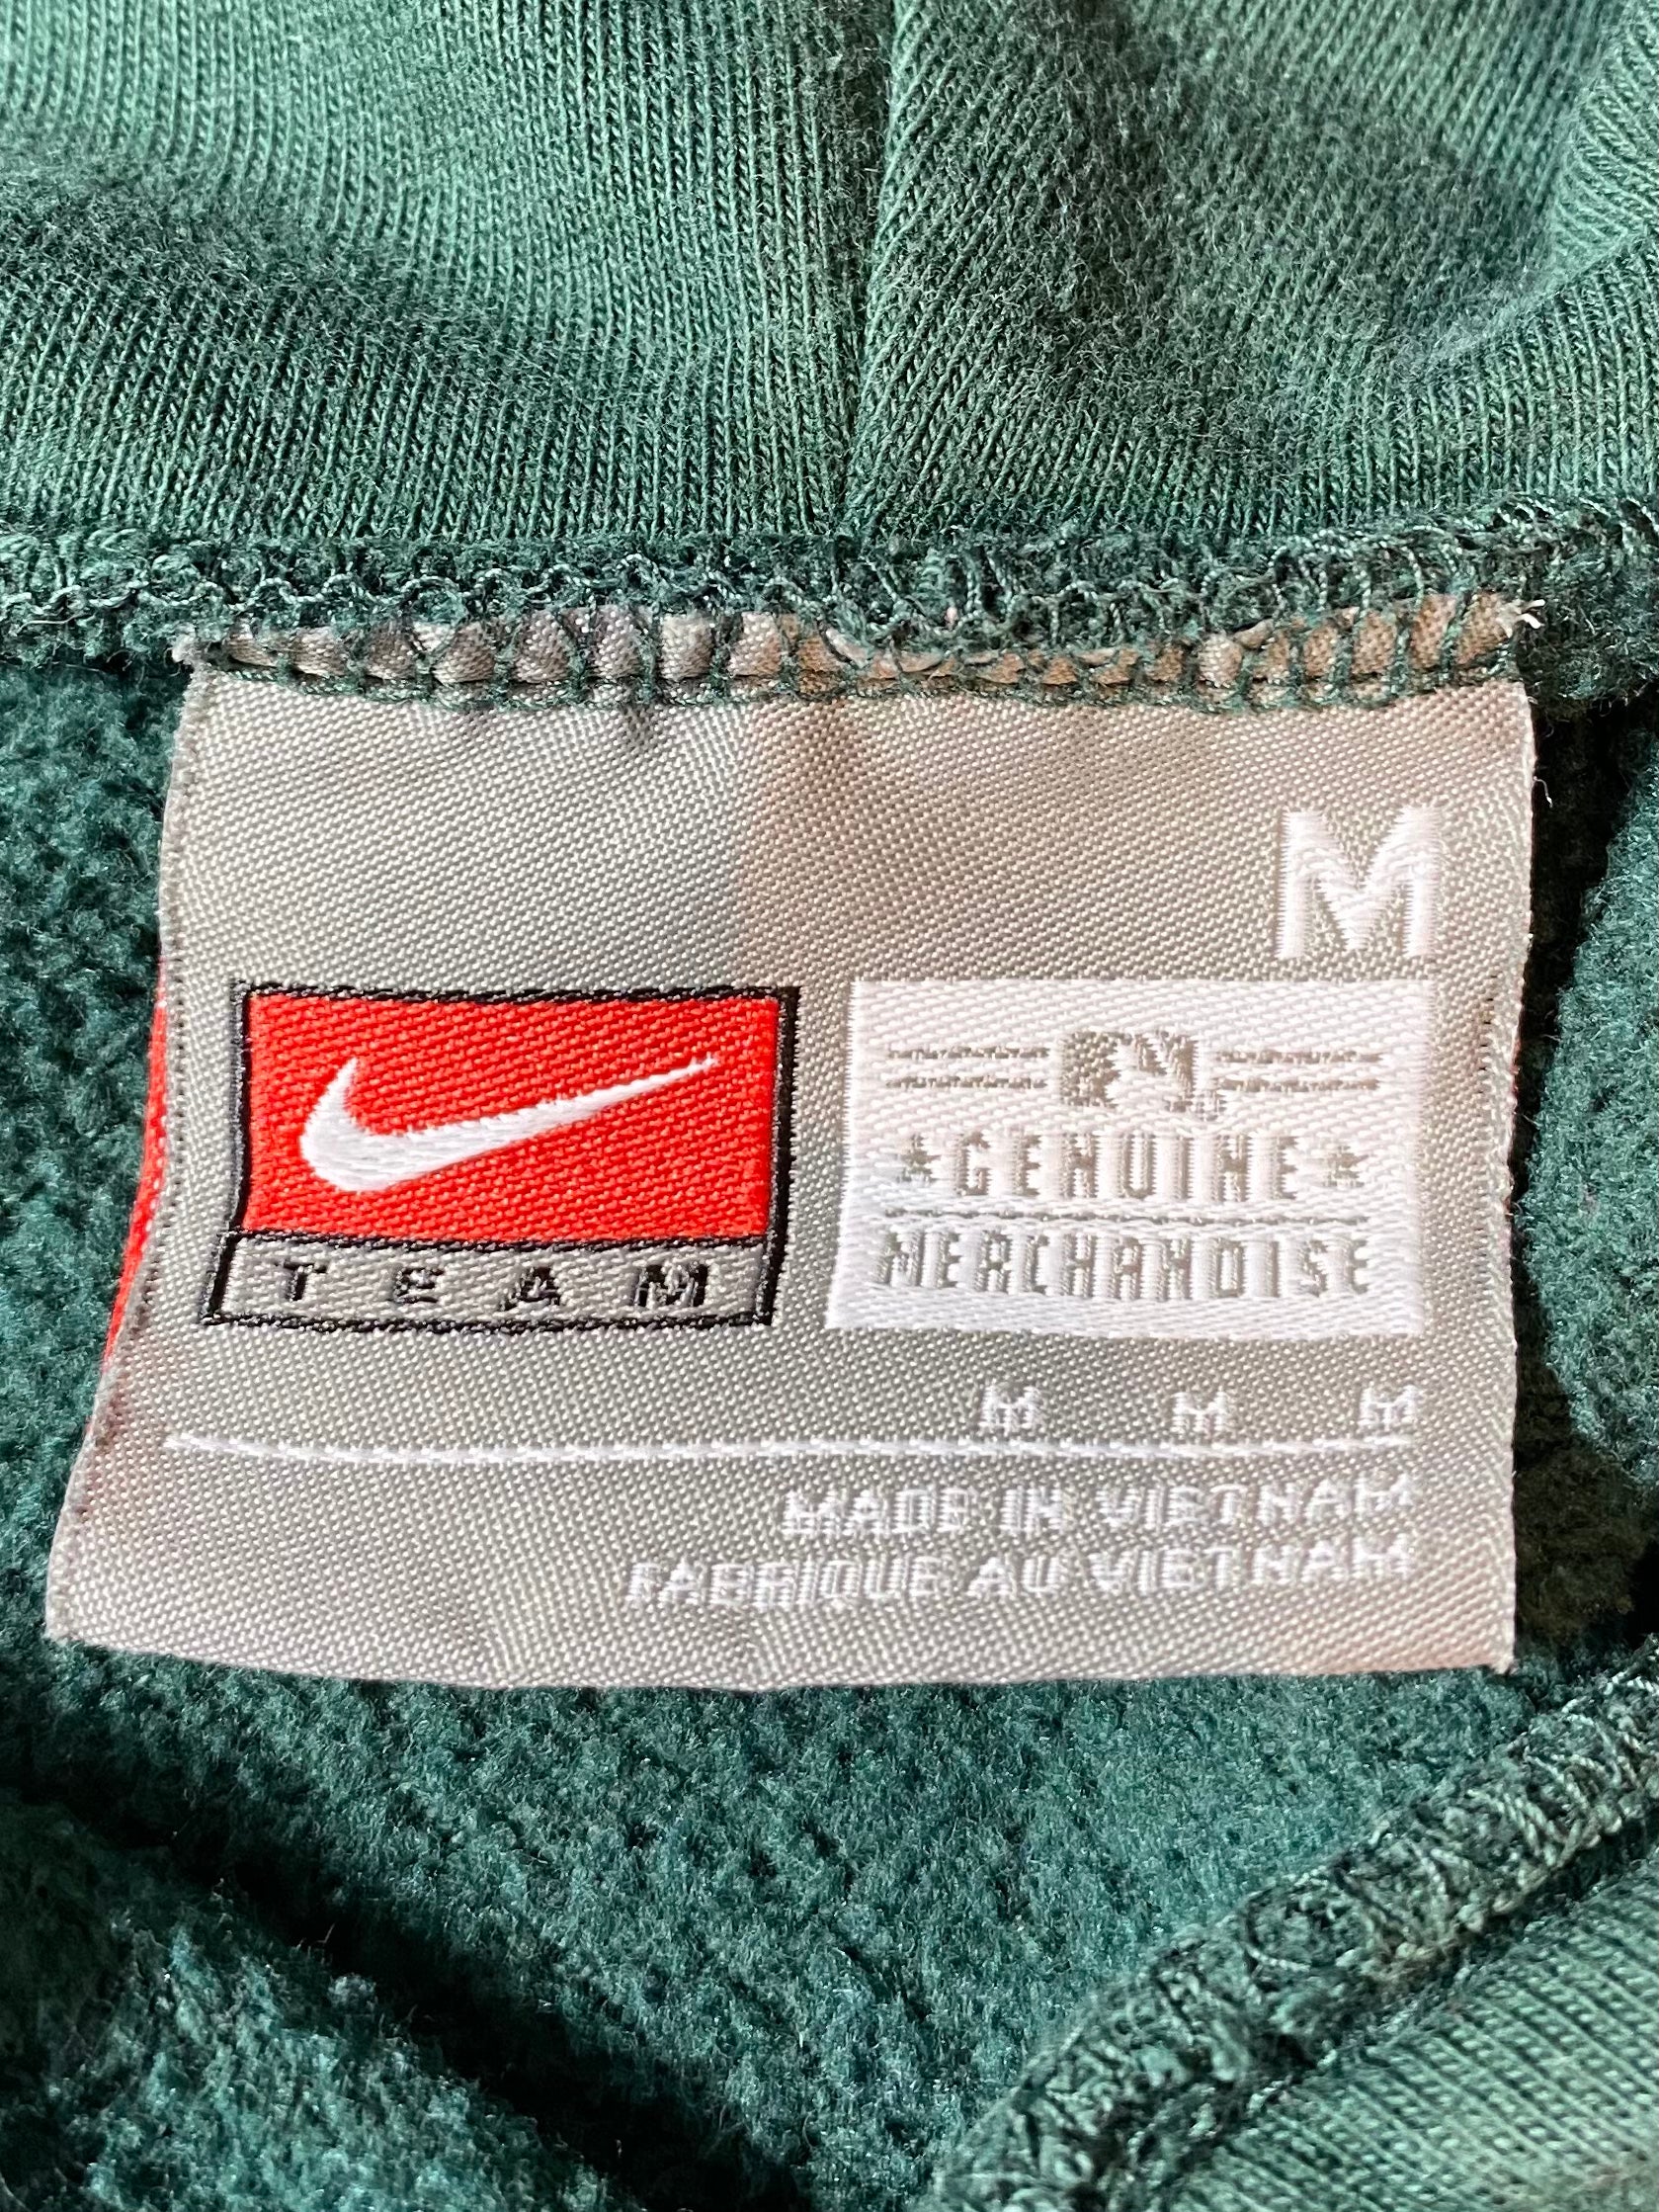 M
TEAM
GENUINE
MERCHANDISE
M M M
MADE IN VIETNAM
FABRIQUE AU VIETNAM